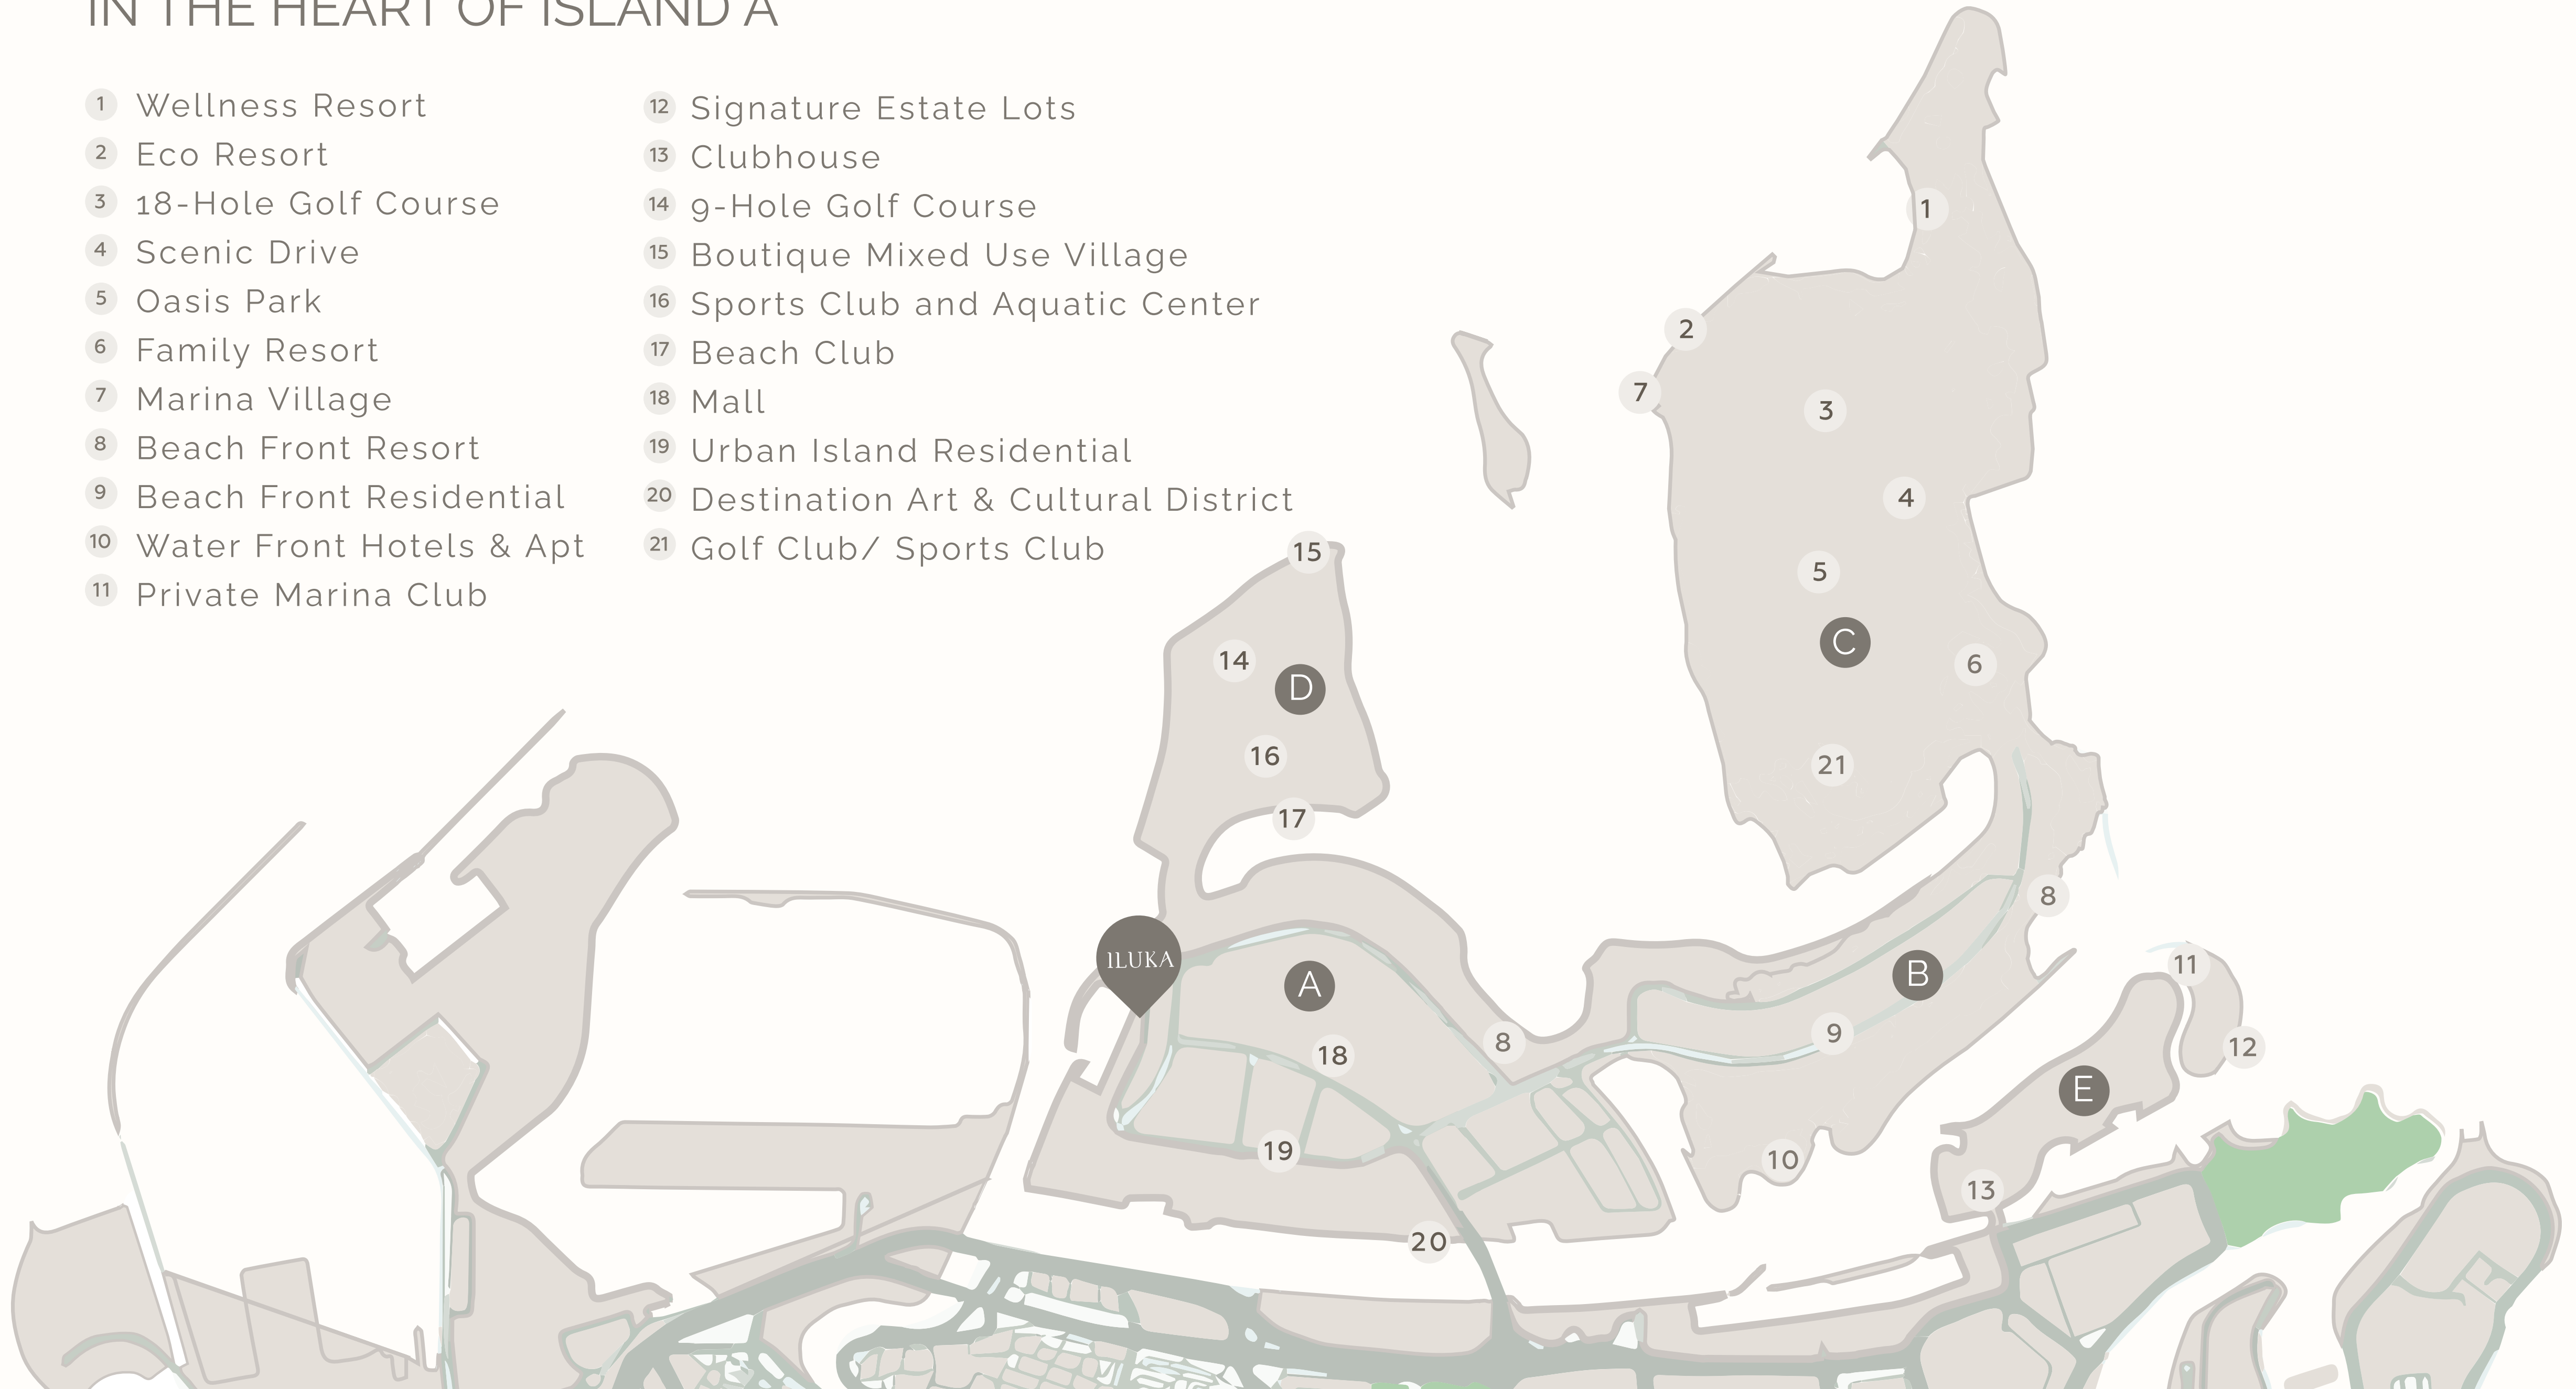 IN THE HEART OF ISLAND A
1 Wellness Resort
2 Eco Resort
3 18-Hole Golf Course
4 Scenic Drive
5 Oasis Park
6 Family Resort
7 Marina Village
8 Beach Front Resort
9 Beach Front Residential
10 Water Front Hotels & Apt
11 Private Marina Club
12 Signature Estate Lots
13 Clubhouse
14 9-Hole Golf Course
15 Boutique Mixed Use Village
16 Sports Club and Aquatic Center
17 Beach Club
18 Mall
19 Urban Island Residential
20 Destination Art & Cultural District
21 Golf Club/ Sports Club
1
2
7
3
4
5
C
6
21
15
14
D
16
17
8
ILUKA
A
B
11
9
8
18
12
E
19
10
13
20